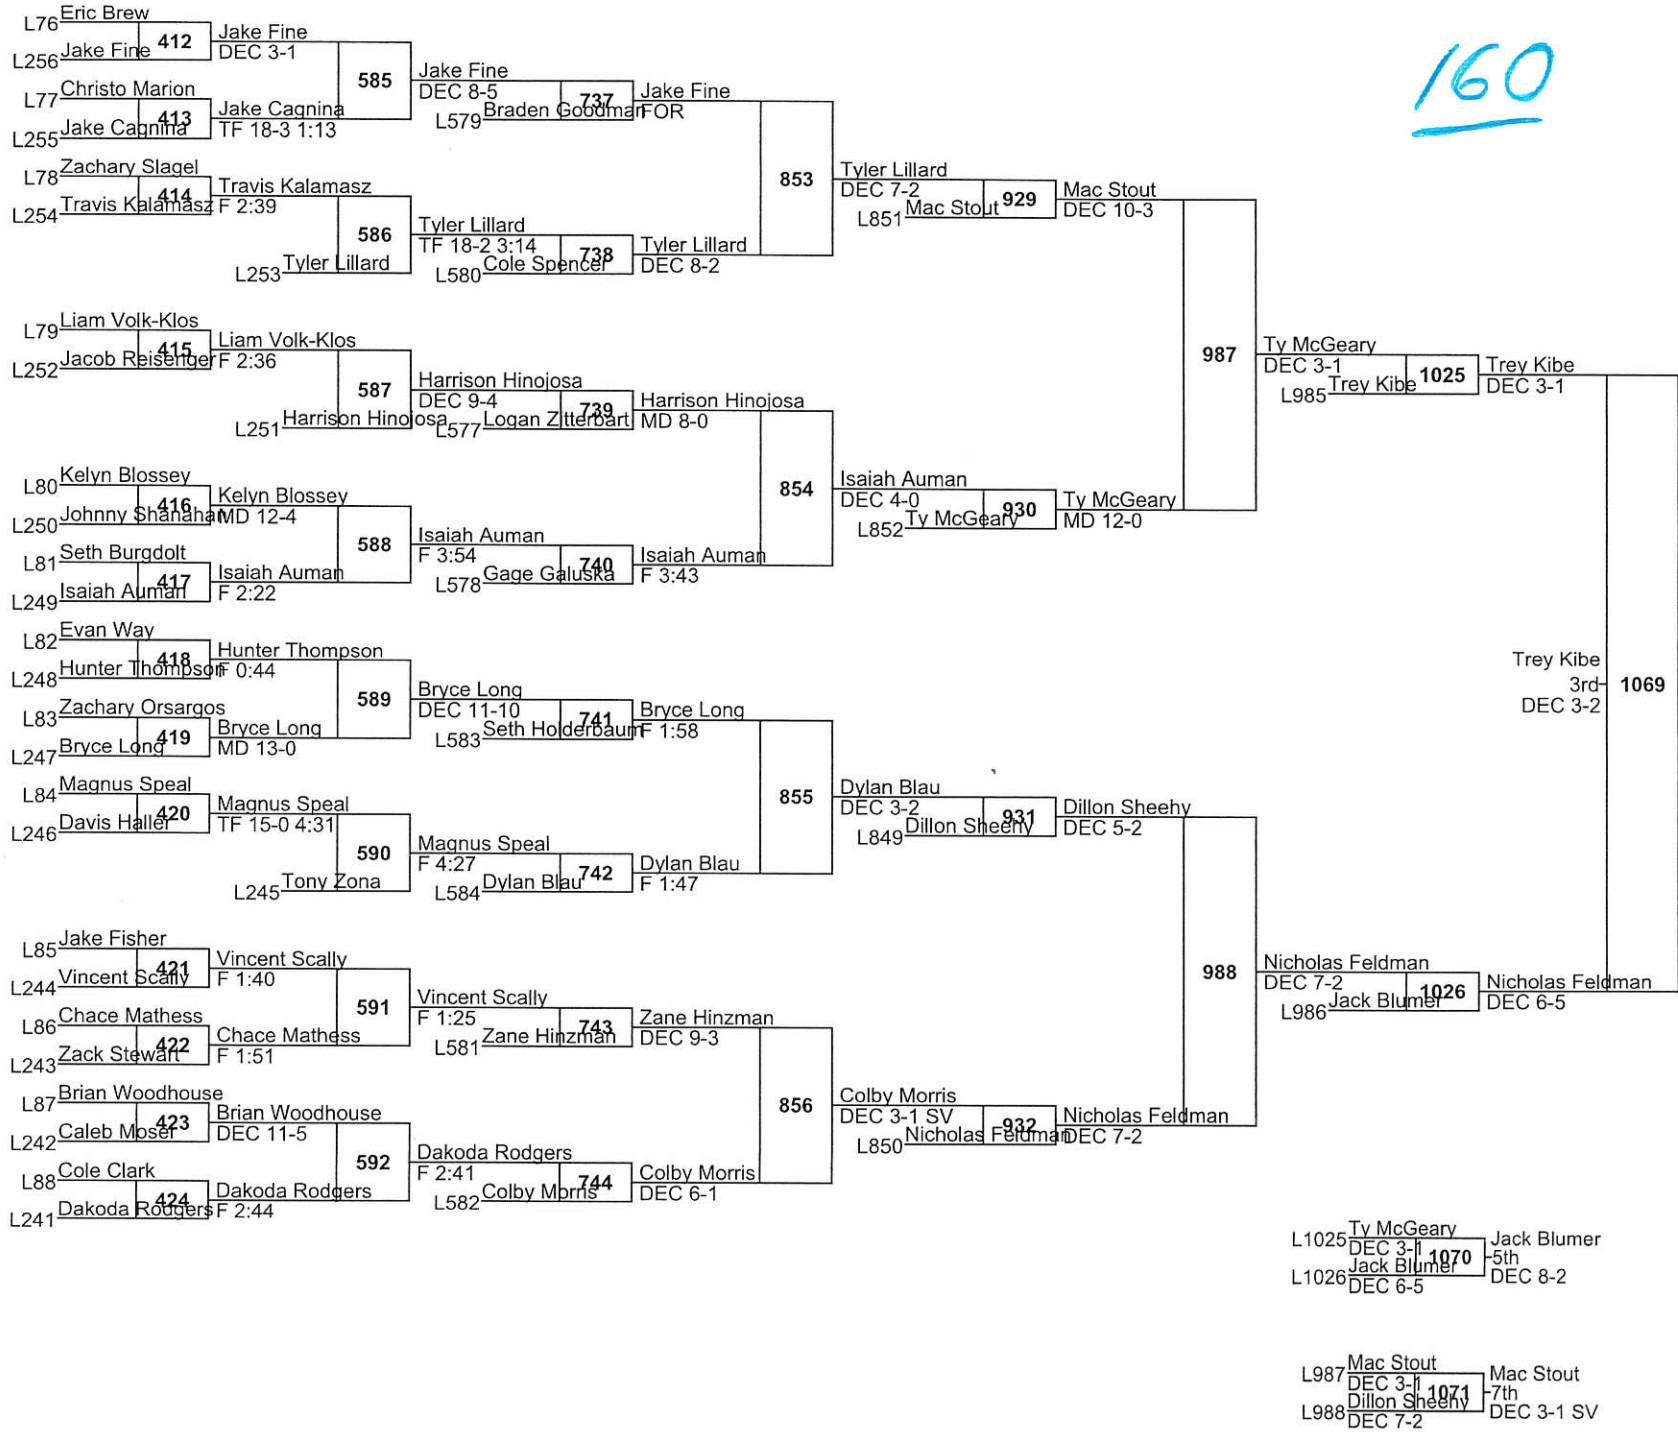 160
L76 Eric Brew
412
L256 Jake Fine
Jake Fine
DEC 3-1
L77 Christo Marion
413
L255 Jake Cagnina
Jake Cagnina
TF 18-3 1:13
585
Jake Fine
DEC 8-5
L579 Braden Goodman
737
Jake Fine
FOR
L78 Zachary Slagel
414
L254 Travis Kalamasz
Travis Kalamasz
F 2:39
586
L253 Tyler Lillard
Tyler Lillard
TF 18-2 3:14
L580 Cole Spencer
738
Tyler Lillard
DEC 8-2
853
Tyler Lillard
DEC 7-2
L851 Mac Stout
929
Mac Stout
DEC 10-3
L79 Liam Volk-Klos
415
L252 Jacob Reisenger
Liam Volk-Klos
F 2:36
587
L251 Harrison Hinojosa
Harrison Hinojosa
DEC 9-4
L577 Logan Zitterbart
739
Harrison Hinojosa
MD 8-0
L80 Kelyn Blossey
416
L250 Johnny Shanahan
Kelyn Blossey
MD 12-4
L81 Seth Burgdolt
417
L249 Isaiah Auman
Isaiah Auman
F 2:22
588
Isaiah Auman
F 3:54
L578 Gage Galuska
740
Isaiah Auman
F 3:43
854
Isaiah Auman
DEC 4-0
L852 Ty McGeary
930
Ty McGeary
MD 12-0
987
Ty McGeary
DEC 3-1
L985 Trey Kibe
1025
Trey Kibe
DEC 3-1
L82 Evan Way
418
L248 Hunter Thompson
Hunter Thompson
F 0:44
L83 Zachary Orsargos
419
L247 Bryce Long
Bryce Long
MD 13-0
589
Bryce Long
DEC 11-10
L583 Seth Holderbaum
741
Bryce Long
F 1:58
L84 Magnus Speal
420
L246 Davis Haller
Magnus Speal
TF 15-0 4:31
590
L245 Tony Zona
Magnus Speal
F 4:27
L584 Dylan Blau
742
Dylan Blau
F 1:47
855
Dylan Blau
DEC 3-2
L849 Dillon Sheehy
931
Dillon Sheehy
DEC 5-2
L85 Jake Fisher
421
L244 Vincent Scally
Vincent Scally
F 1:40
L86 Chace Mathess
422
L243 Zack Stewart
Chace Mathess
F 1:51
591
Vincent Scally
F 1:25
L581 Zane Hinzman
743
Zane Hinzman
DEC 9-3
L87 Brian Woodhouse
423
L242 Caleb Moser
Brian Woodhouse
DEC 11-5
L88 Cole Clark
424
L241 Dakoda Rodgers
Dakoda Rodgers
F 2:44
592
Dakoda Rodgers
F 2:41
L582 Colby Morris
744
Colby Morris
DEC 6-1
856
Colby Morris
DEC 3-1 SV
L850 Nicholas Feldman
932
Nicholas Feldman
DEC 7-2
988
Nicholas Feldman
DEC 7-2
L986 Jack Blumer
1026
Nicholas Feldman
DEC 6-5
Trey Kibe
3rd
DEC 3-2
1069
L1025 Ty McGeary
DEC 3-1
1070
L1026 Jack Blumer
DEC 6-5
Jack Blumer
5th
DEC 8-2
L987 Mac Stout
DEC 3-1
1071
L988 Dillon Sheehy
DEC 7-2
Mac Stout
7th
DEC 3-1 SV